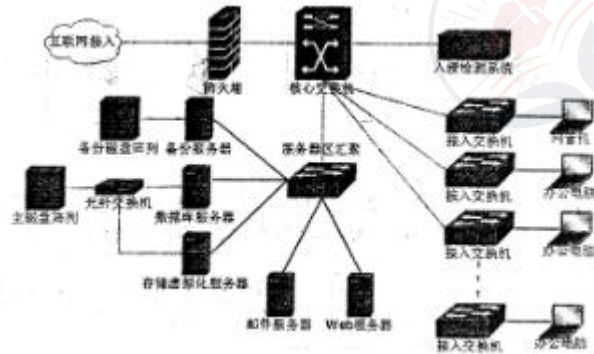 互联网接入
防火墙
核心交换机
入侵检测系统
备份磁盘阵列
备份服务器
服务器区汇聚
接入交换机
网管机
主磁盘阵列
光纤交换机
数据库服务器
接入交换机
办公电脑
存储虚拟化服务器
接入交换机
办公电脑
邮件服务器
Web服务器
接入交换机
办公电脑